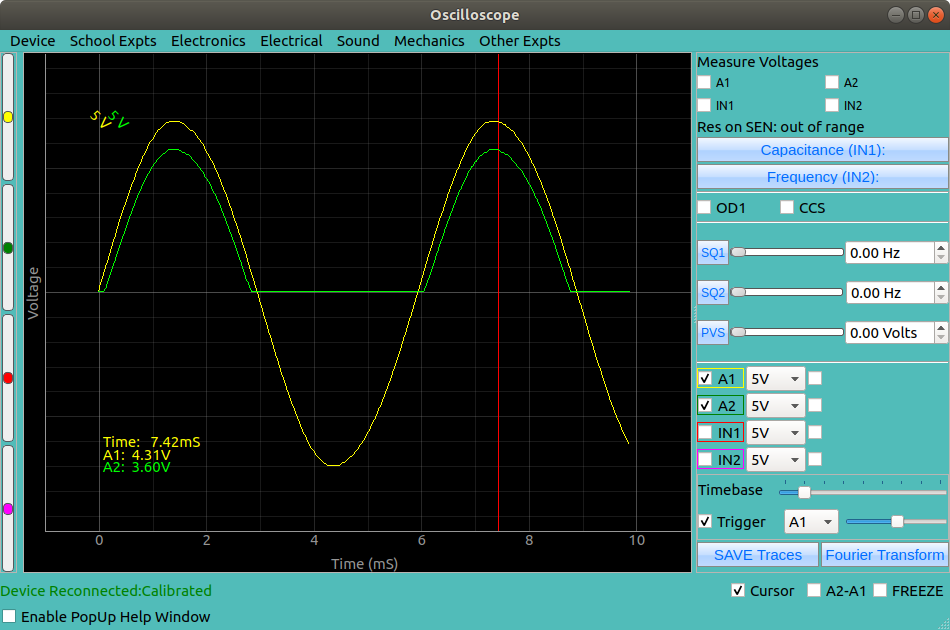 Oscilloscope
Device School Expts Electronics Electrical Sound Mechanics Other Expts
5 V 5 V
Voltage
Time: 7.42mS
A1: 4.31V
A2: 3.60V
0 2 4 6 8 10
Time (mS)
Measure Voltages
A1 A2
IN1 IN2
Res on SEN: out of range
Capacitance (IN1):
Frequency (IN2):
OD1 CCS
SQ1 0.00 Hz
SQ2 0.00 Hz
PVS 0.00 Volts
A1 5V
A2 5V
IN1 5V
IN2 5V
Timebase
Trigger A1
SAVE Traces Fourier Transform
Device Reconnected:Calibrated
Cursor A2-A1 FREEZE
Enable PopUp Help Window